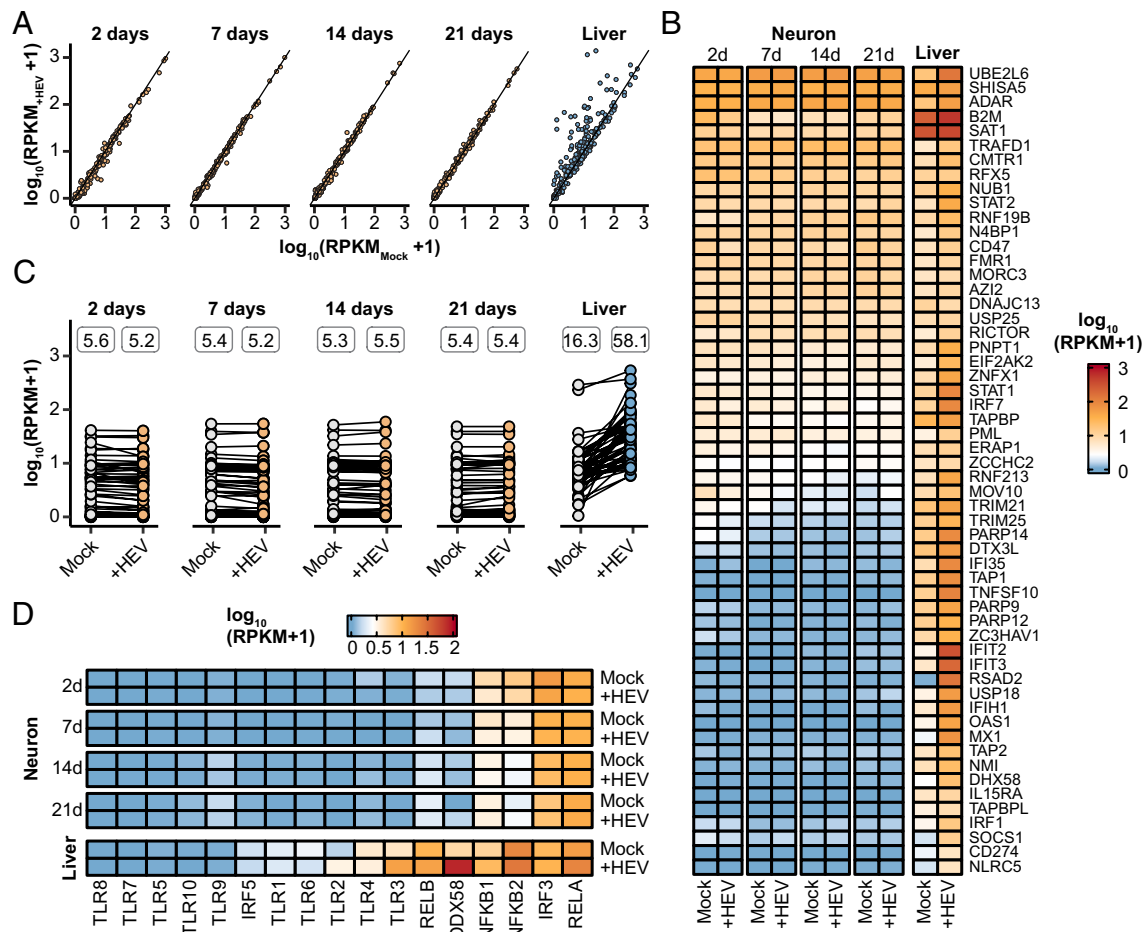 A
2 days 7 days 14 days 21 days Liver
log10(RPKM+HEV +1)
3
2
1
0
0 1 2 3 0 1 2 3 0 1 2 3 0 1 2 3 0 1 2 3
log10(RPKMMock +1)
B
Neuron Liver
2d 7d 14d 21d
UBE2L6
SHISA5
ADAR
B2M
SAT1
TRAFD1
CMTR1
RFX5
NUB1
STAT2
RNF19B
N4BP1
CD47
FMR1
MORC3
AZI2
DNAJC13
USP25
RICTOR
PNPT1
EIF2AK2
ZNFX1
STAT1
IRF7
TAPBP
PML
ERAP1
ZCCHC2
RNF213
MOV10
TRIM21
TRIM25
PARP14
DTX3L
IFI35
TAP1
TNFSF10
PARP9
PARP12
ZC3HAV1
IFIT2
IFIT3
RSAD2
USP18
IFIH1
OAS1
MX1
TAP2
NMI
DHX58
IL15RA
TAPBPL
IRF1
SOCS1
CD274
NLRC5
Mock +HEV Mock +HEV Mock +HEV Mock +HEV Mock +HEV
log10
(RPKM+1)
3
2
1
0
C
2 days 7 days 14 days 21 days Liver
5.6 5.2 5.4 5.2 5.3 5.5 5.4 5.4 16.3 58.1
log10(RPKM+1)
3
2
1
0
Mock +HEV Mock +HEV Mock +HEV Mock +HEV Mock +HEV
D
log10
(RPKM+1)
0 0.5 1 1.5 2
Neuron
2d
Mock
+HEV
7d
Mock
+HEV
14d
Mock
+HEV
21d
Mock
+HEV
Liver
Mock
+HEV
TLR8 TLR7 TLR5 TLR10 TLR9 IRF5 TLR1 TLR6 TLR2 TLR4 TLR3 RELB DDX58 NFKB1 NFKB2 IRF3 RELA